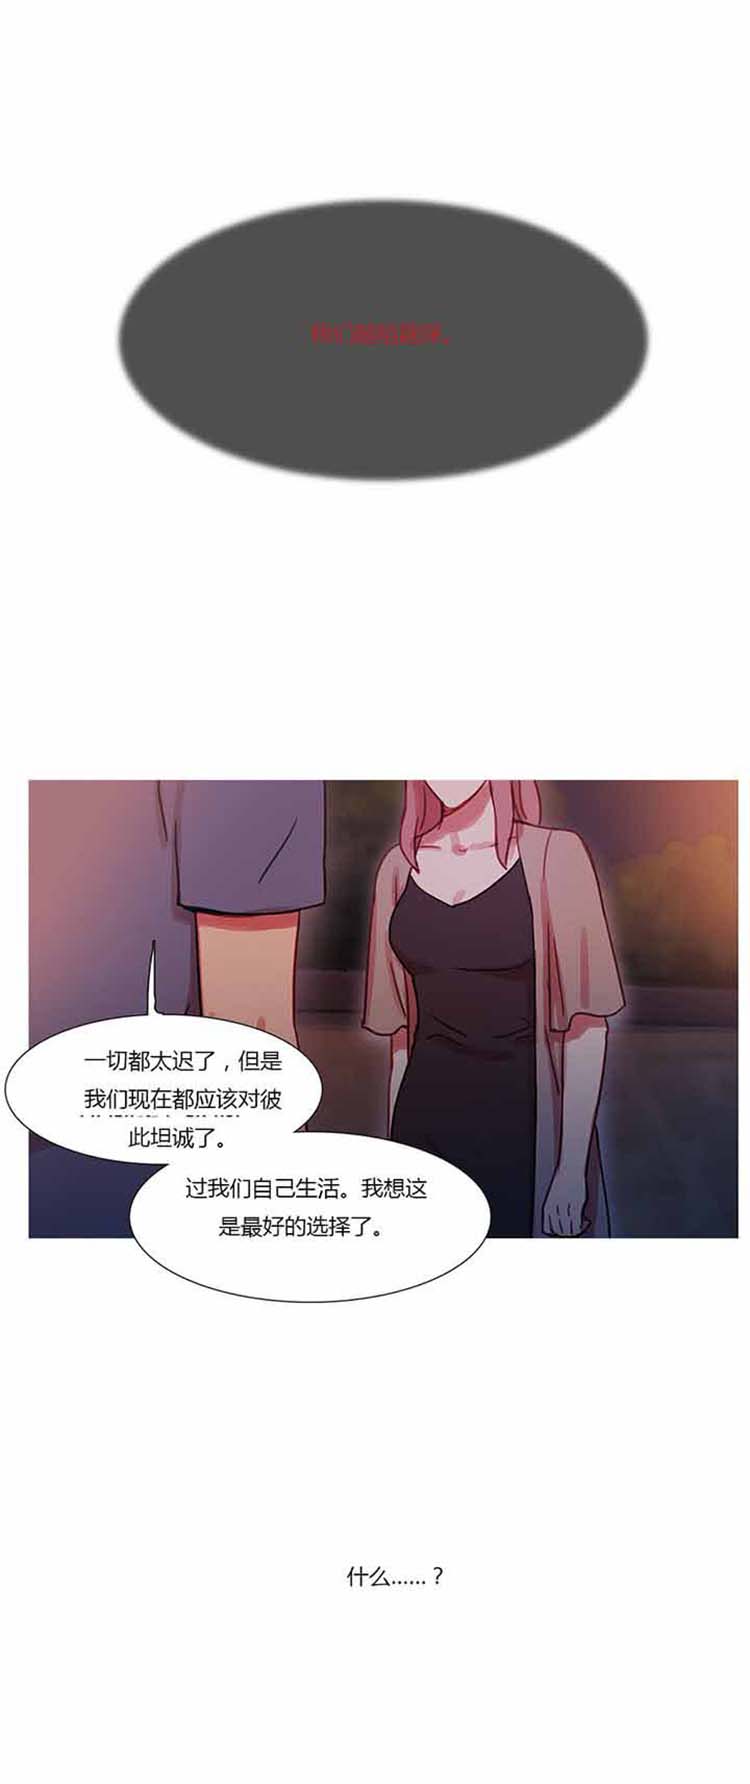 一切都太迟了，但是
我们现在都应该对彼
此坦诚了。
过我们自己生活。我想这
是最好的选择了。
什么……？